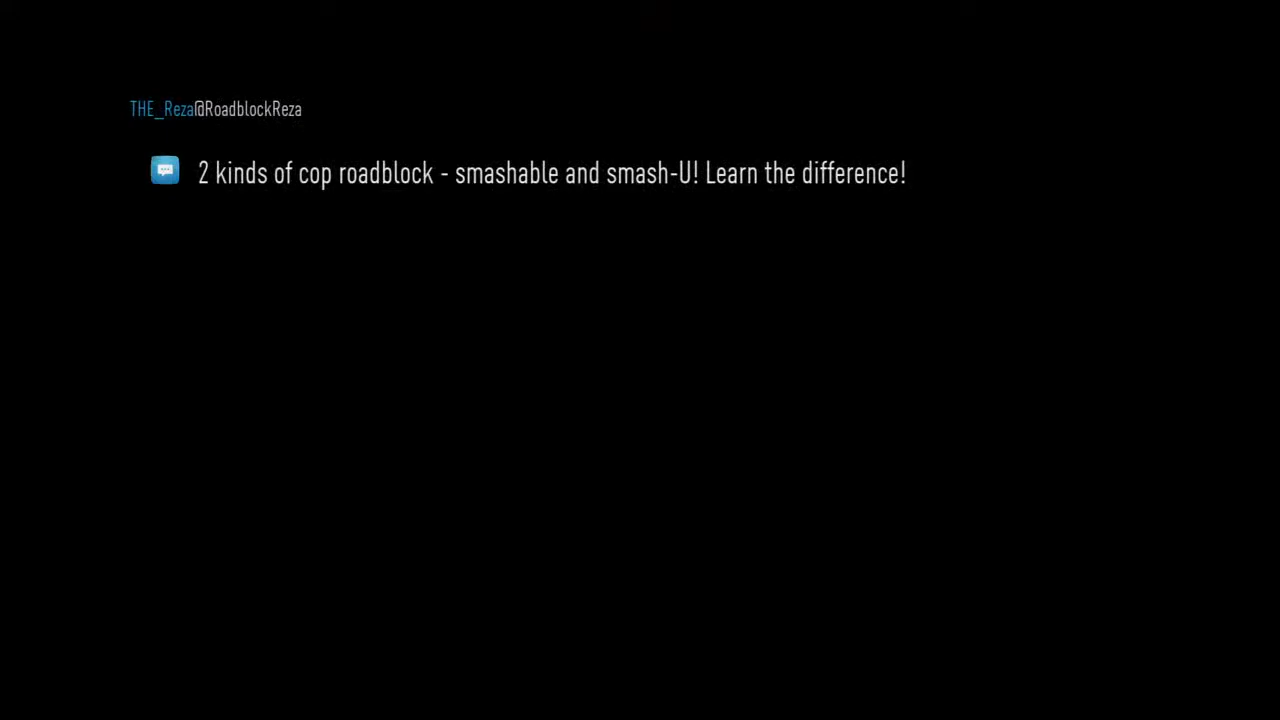 THE_Reza@RoadblockReza
2 kinds of cop roadblock - smashable and smash-U! Learn the difference!